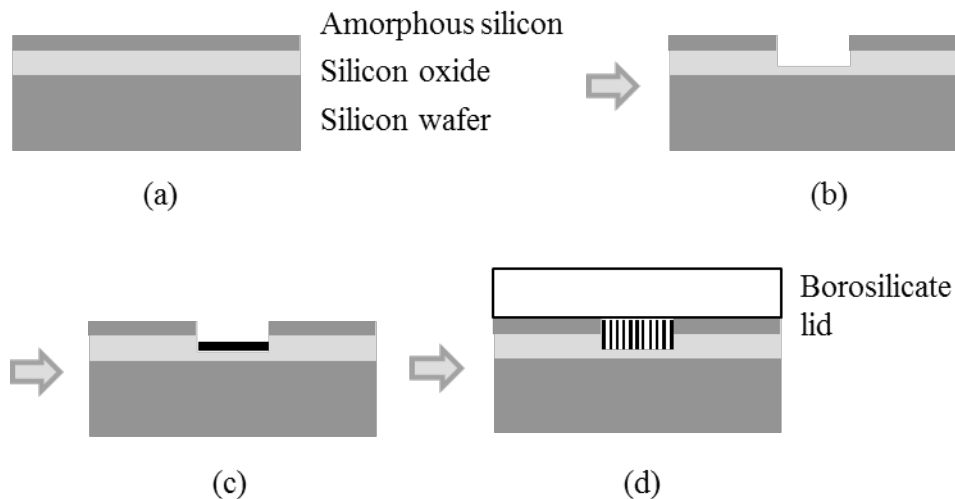 Amorphous silicon
Silicon oxide
Silicon wafer
(a)
(b)
Borosilicate
lid
(c)
(d)